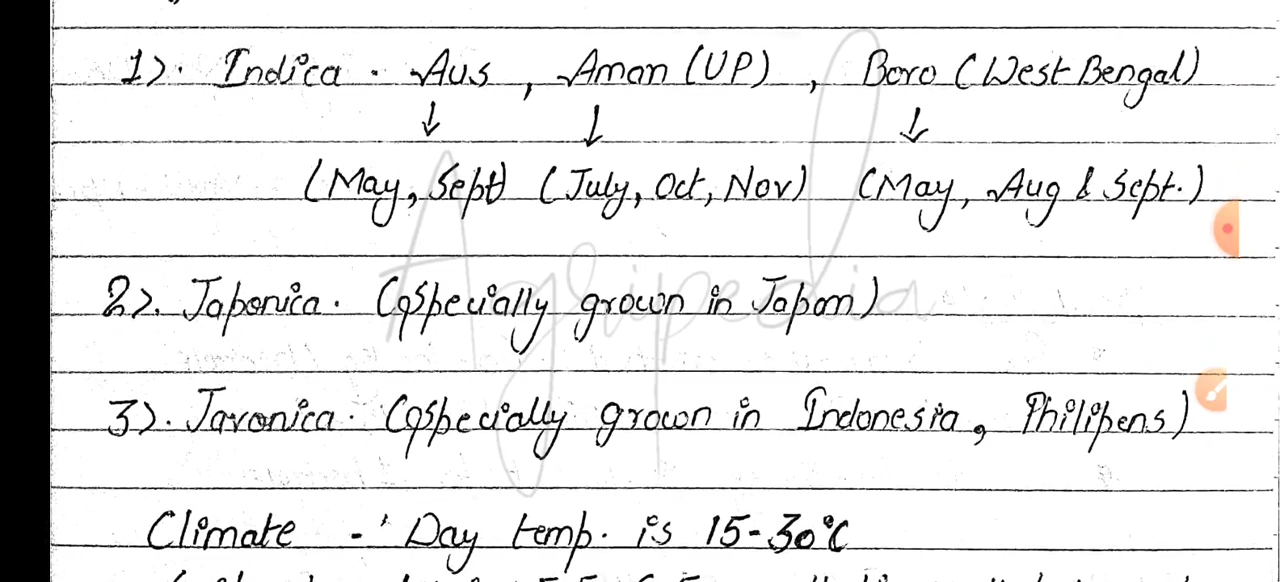 1). Indica . Aus , Aman (UP) , Boro (West Bengal)
↓ ↓ ↓
(May, Sept) (July, Oct, Nov) (May, Aug & Sept.)
Agripedia
2). Japonica . (Especially grown in Japan)
3). Javonica . (Especially grown in Indonesia, Philipens)
Climate - Day temp. is 15-30°C